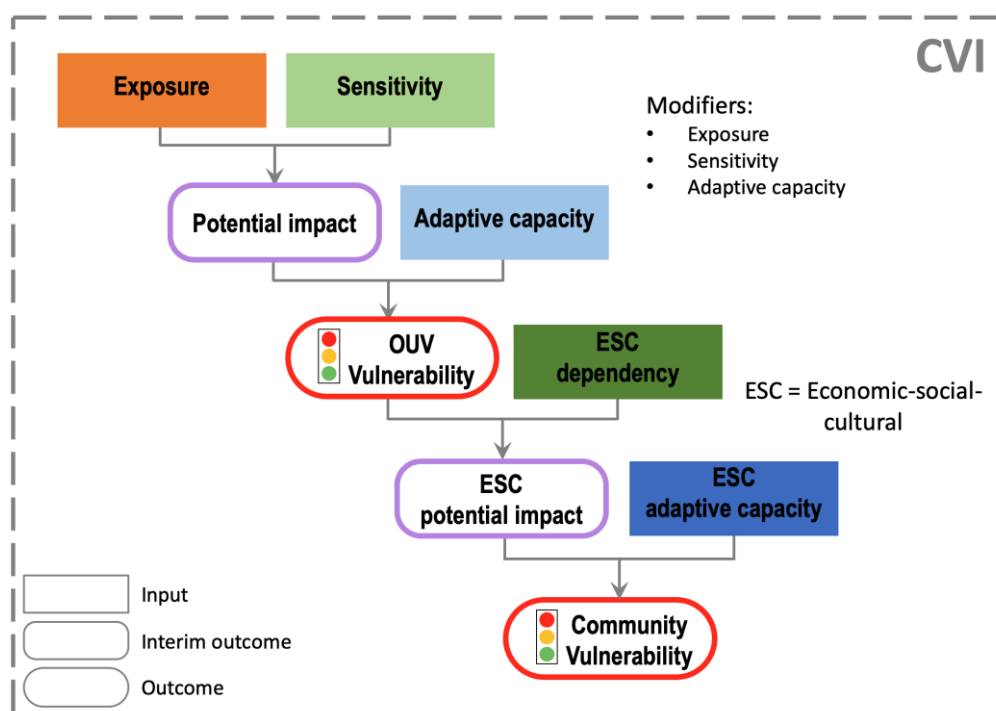 CVI
Exposure
Sensitivity
Modifiers:
• Exposure
• Sensitivity
• Adaptive capacity
Potential impact
Adaptive capacity
OUV
Vulnerability
ESC
dependency
ESC = Economic-social-
cultural
ESC
potential impact
ESC
adaptive capacity
Community
Vulnerability
Input
Interim outcome
Outcome